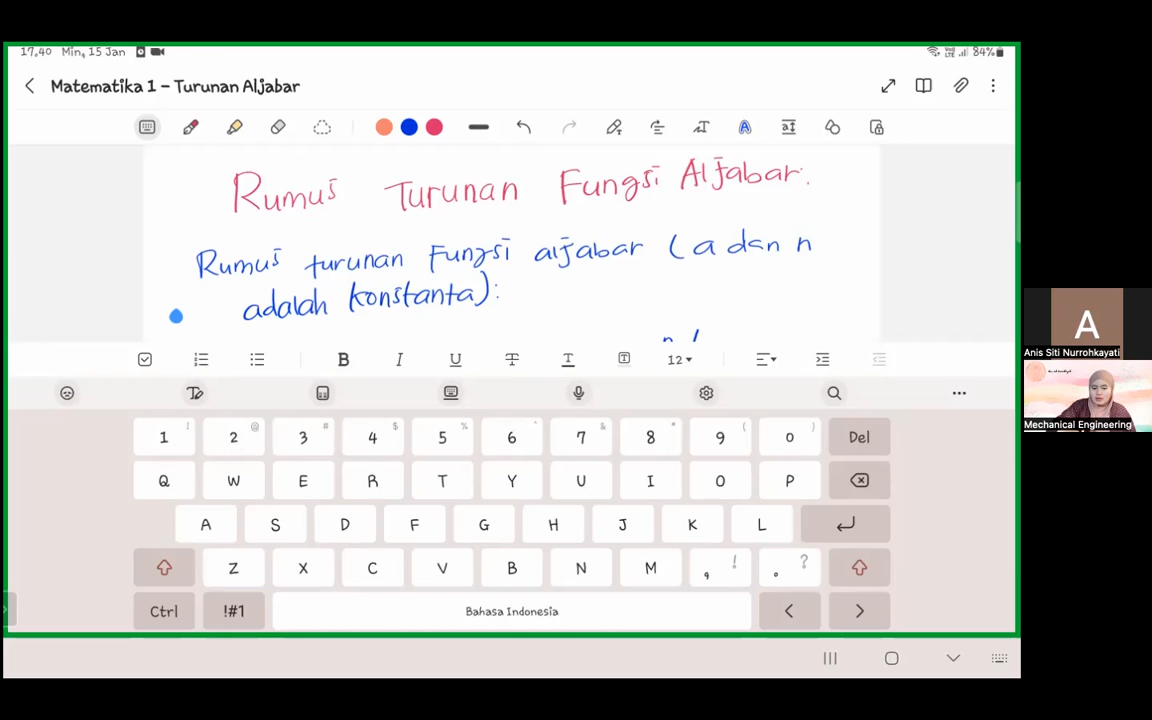 17.40 Min, 15 Jan
84%
Matematika 1 – Turunan Aljabar
Rumus Turunan Fungsi Aljabar:
Rumus turunan Fungsi aljabar (a dan n
adalah konstanta):
B I U T T 12
1 ! 2 @ 3 # 4 $ 5 % 6 ^ 7 & 8 * 9 ( 0 ) Del
Q W E R T Y U I O P
A S D F G H J K L
Z X C V B N M , ! . ?
Ctrl !#1 Bahasa Indonesia < >
A
Anis Siti Nurrohkayati
Mechanical Engineering